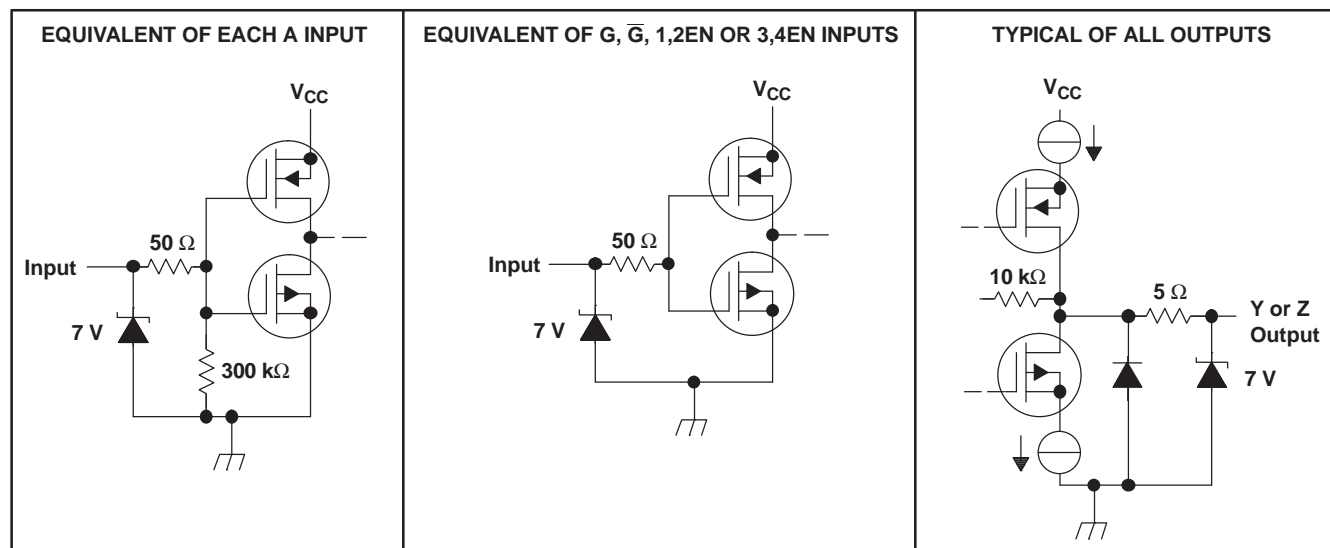 EQUIVALENT OF EACH A INPUT
VCC
50 Ω
Input
7 V
300 kΩ
EQUIVALENT OF G, G̅, 1,2EN OR 3,4EN INPUTS
VCC
50 Ω
Input
7 V
TYPICAL OF ALL OUTPUTS
VCC
10 kΩ
5 Ω
Y or Z
Output
7 V